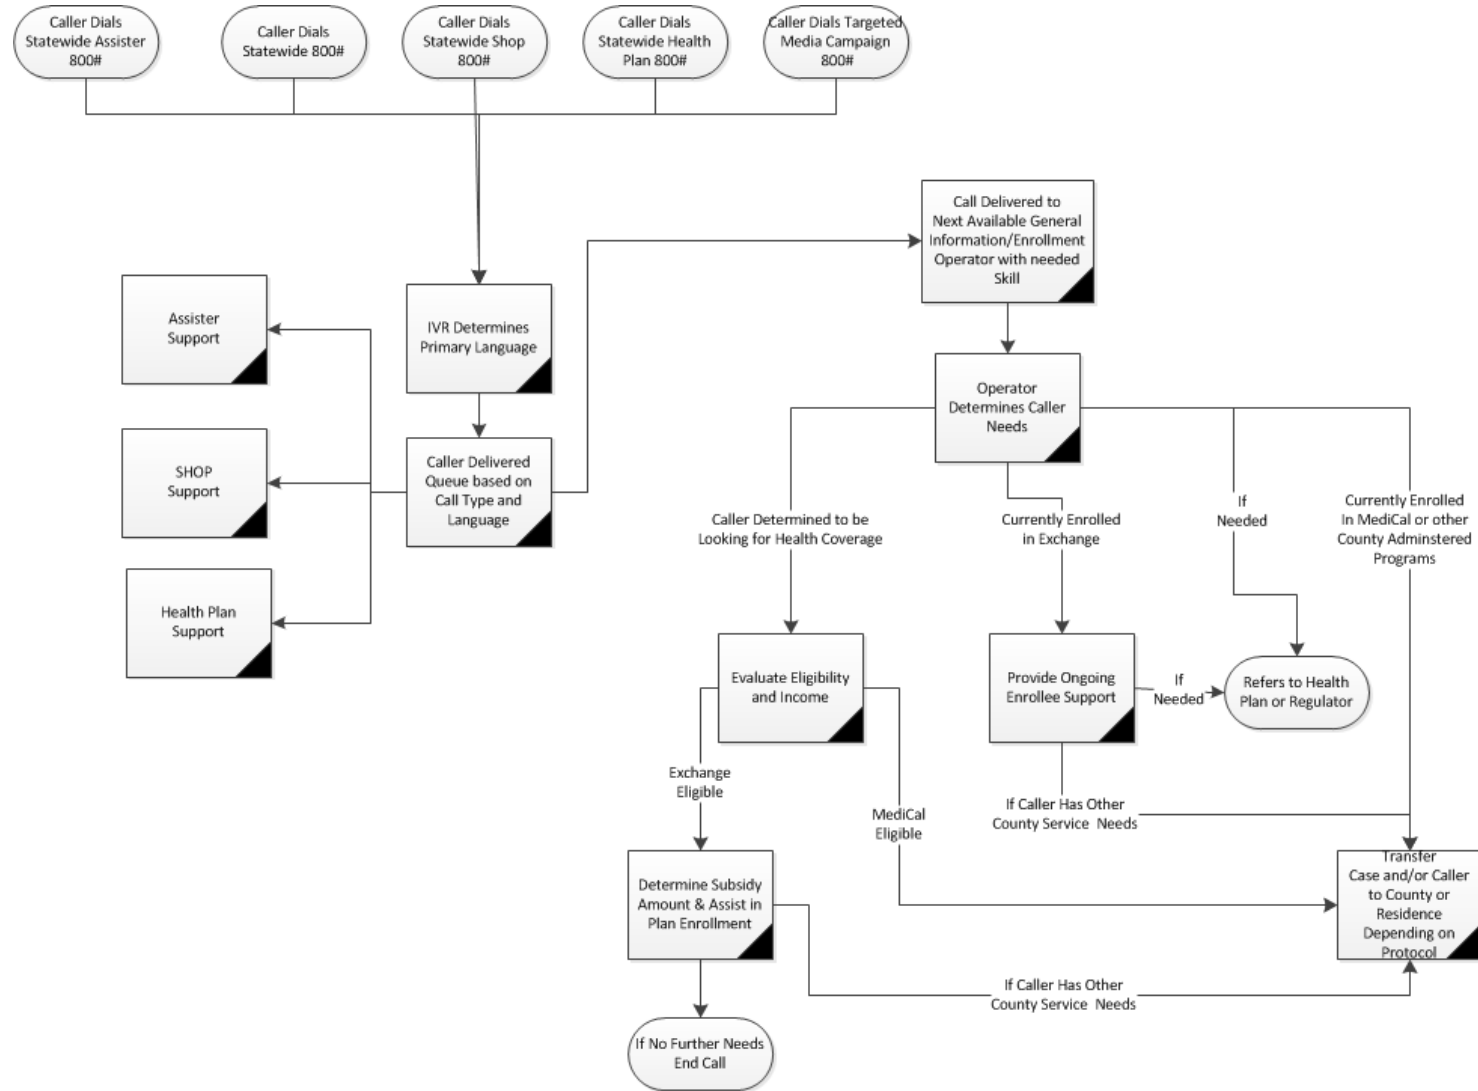 Caller Dials
Statewide Assister
800#
Caller Dials
Statewide 800#
Caller Dials
Statewide Shop
800#
Caller Dials
Statewide Health
Plan 800#
Caller Dials Targeted
Media Campaign
800#
Call Delivered to
Next Available General
Information/Enrollment
Operator with needed
Skill
Assister
Support
IVR Determines
Primary Language
Operator
Determines Caller
Needs
SHOP
Support
Caller Delivered
Queue based on
Call Type and
Language
Caller Determined to be
Looking for Health Coverage
Currently Enrolled
in Exchange
If
Needed
Currently Enrolled
In MediCal or other
County Adminstered
Programs
Health Plan
Support
Evaluate Eligibility
and Income
Provide Ongoing
Enrollee Support
If
Needed
Refers to Health
Plan or Regulator
Exchange
Eligible
MediCal
Eligible
If Caller Has Other
County Service Needs
Determine Subsidy
Amount & Assist in
Plan Enrollment
Transfer
Case and/or Caller
to County or
Residence
Depending on
Protocol
If Caller Has Other
County Service Needs
If No Further Needs
End Call